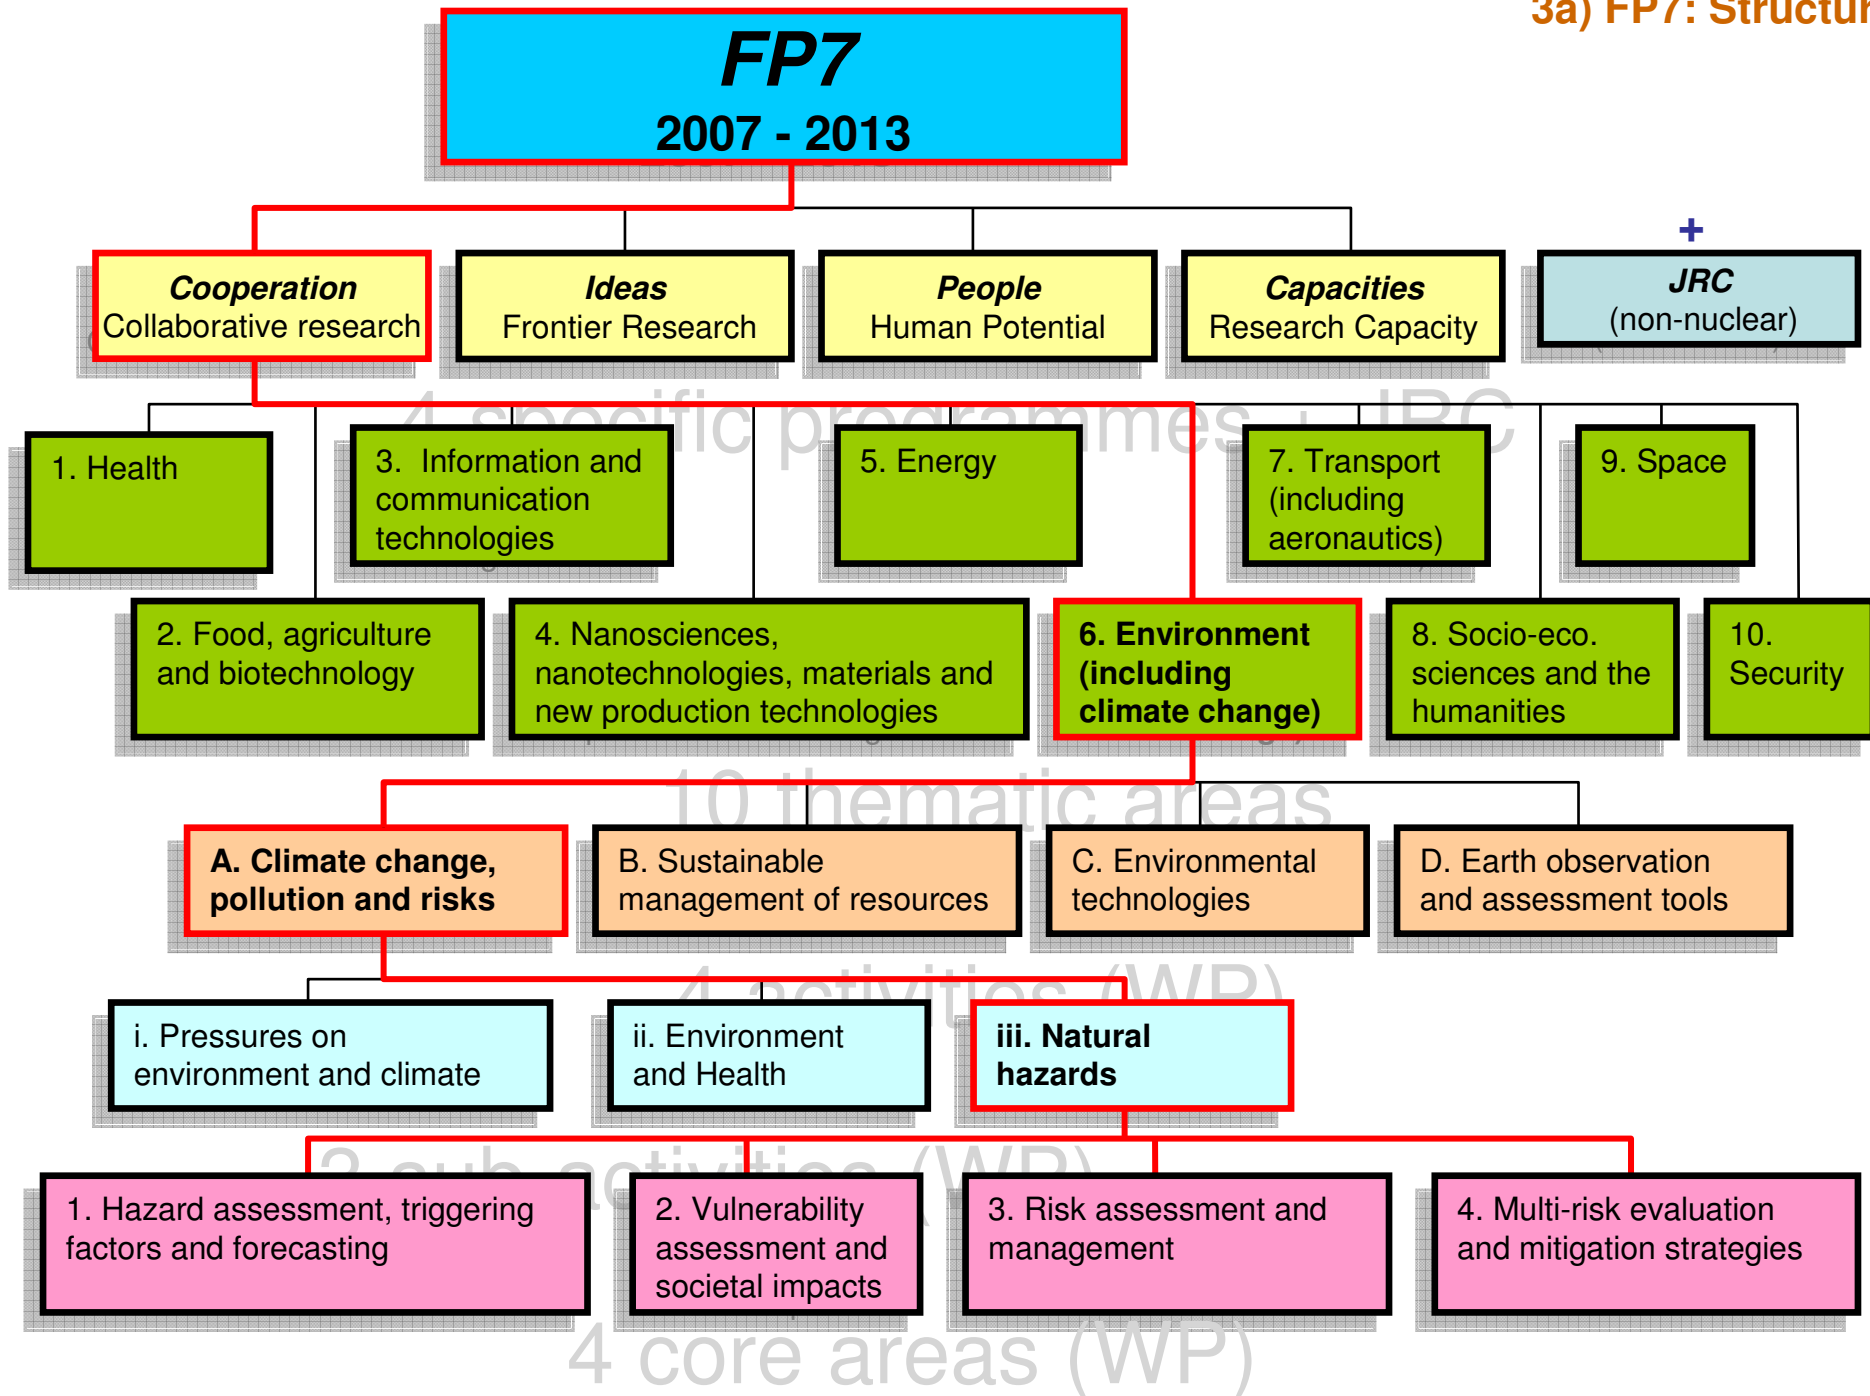 3a) FP7: Structur
FP7
2007 - 2013
+
Cooperation
Collaborative research
Ideas
Frontier Research
People
Human Potential
Capacities
Research Capacity
JRC
(non-nuclear)
4 specific programmes + JRC
1. Health
3. Information and
communication
technologies
5. Energy
7. Transport
(including
aeronautics)
9. Space
2. Food, agriculture
and biotechnology
4. Nanosciences,
nanotechnologies, materials and
new production technologies
6. Environment
(including
climate change)
8. Socio-eco.
sciences and the
humanities
10.
Security
10 thematic areas
A. Climate change,
pollution and risks
B. Sustainable
management of resources
C. Environmental
technologies
D. Earth observation
and assessment tools
4 activities (WP)
i. Pressures on
environment and climate
ii. Environment
and Health
iii. Natural
hazards
3 sub-activities (WP)
1. Hazard assessment, triggering
factors and forecasting
2. Vulnerability
assessment and
societal impacts
3. Risk assessment and
management
4. Multi-risk evaluation
and mitigation strategies
4 core areas (WP)